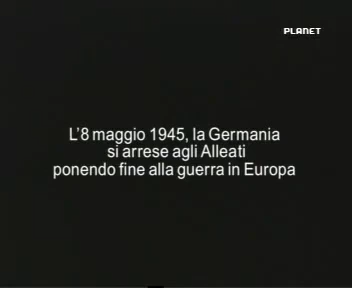 PLANET
L'8 maggio 1945, la Germania
si arrese agli Alleati
ponendo fine alla guerra in Europa